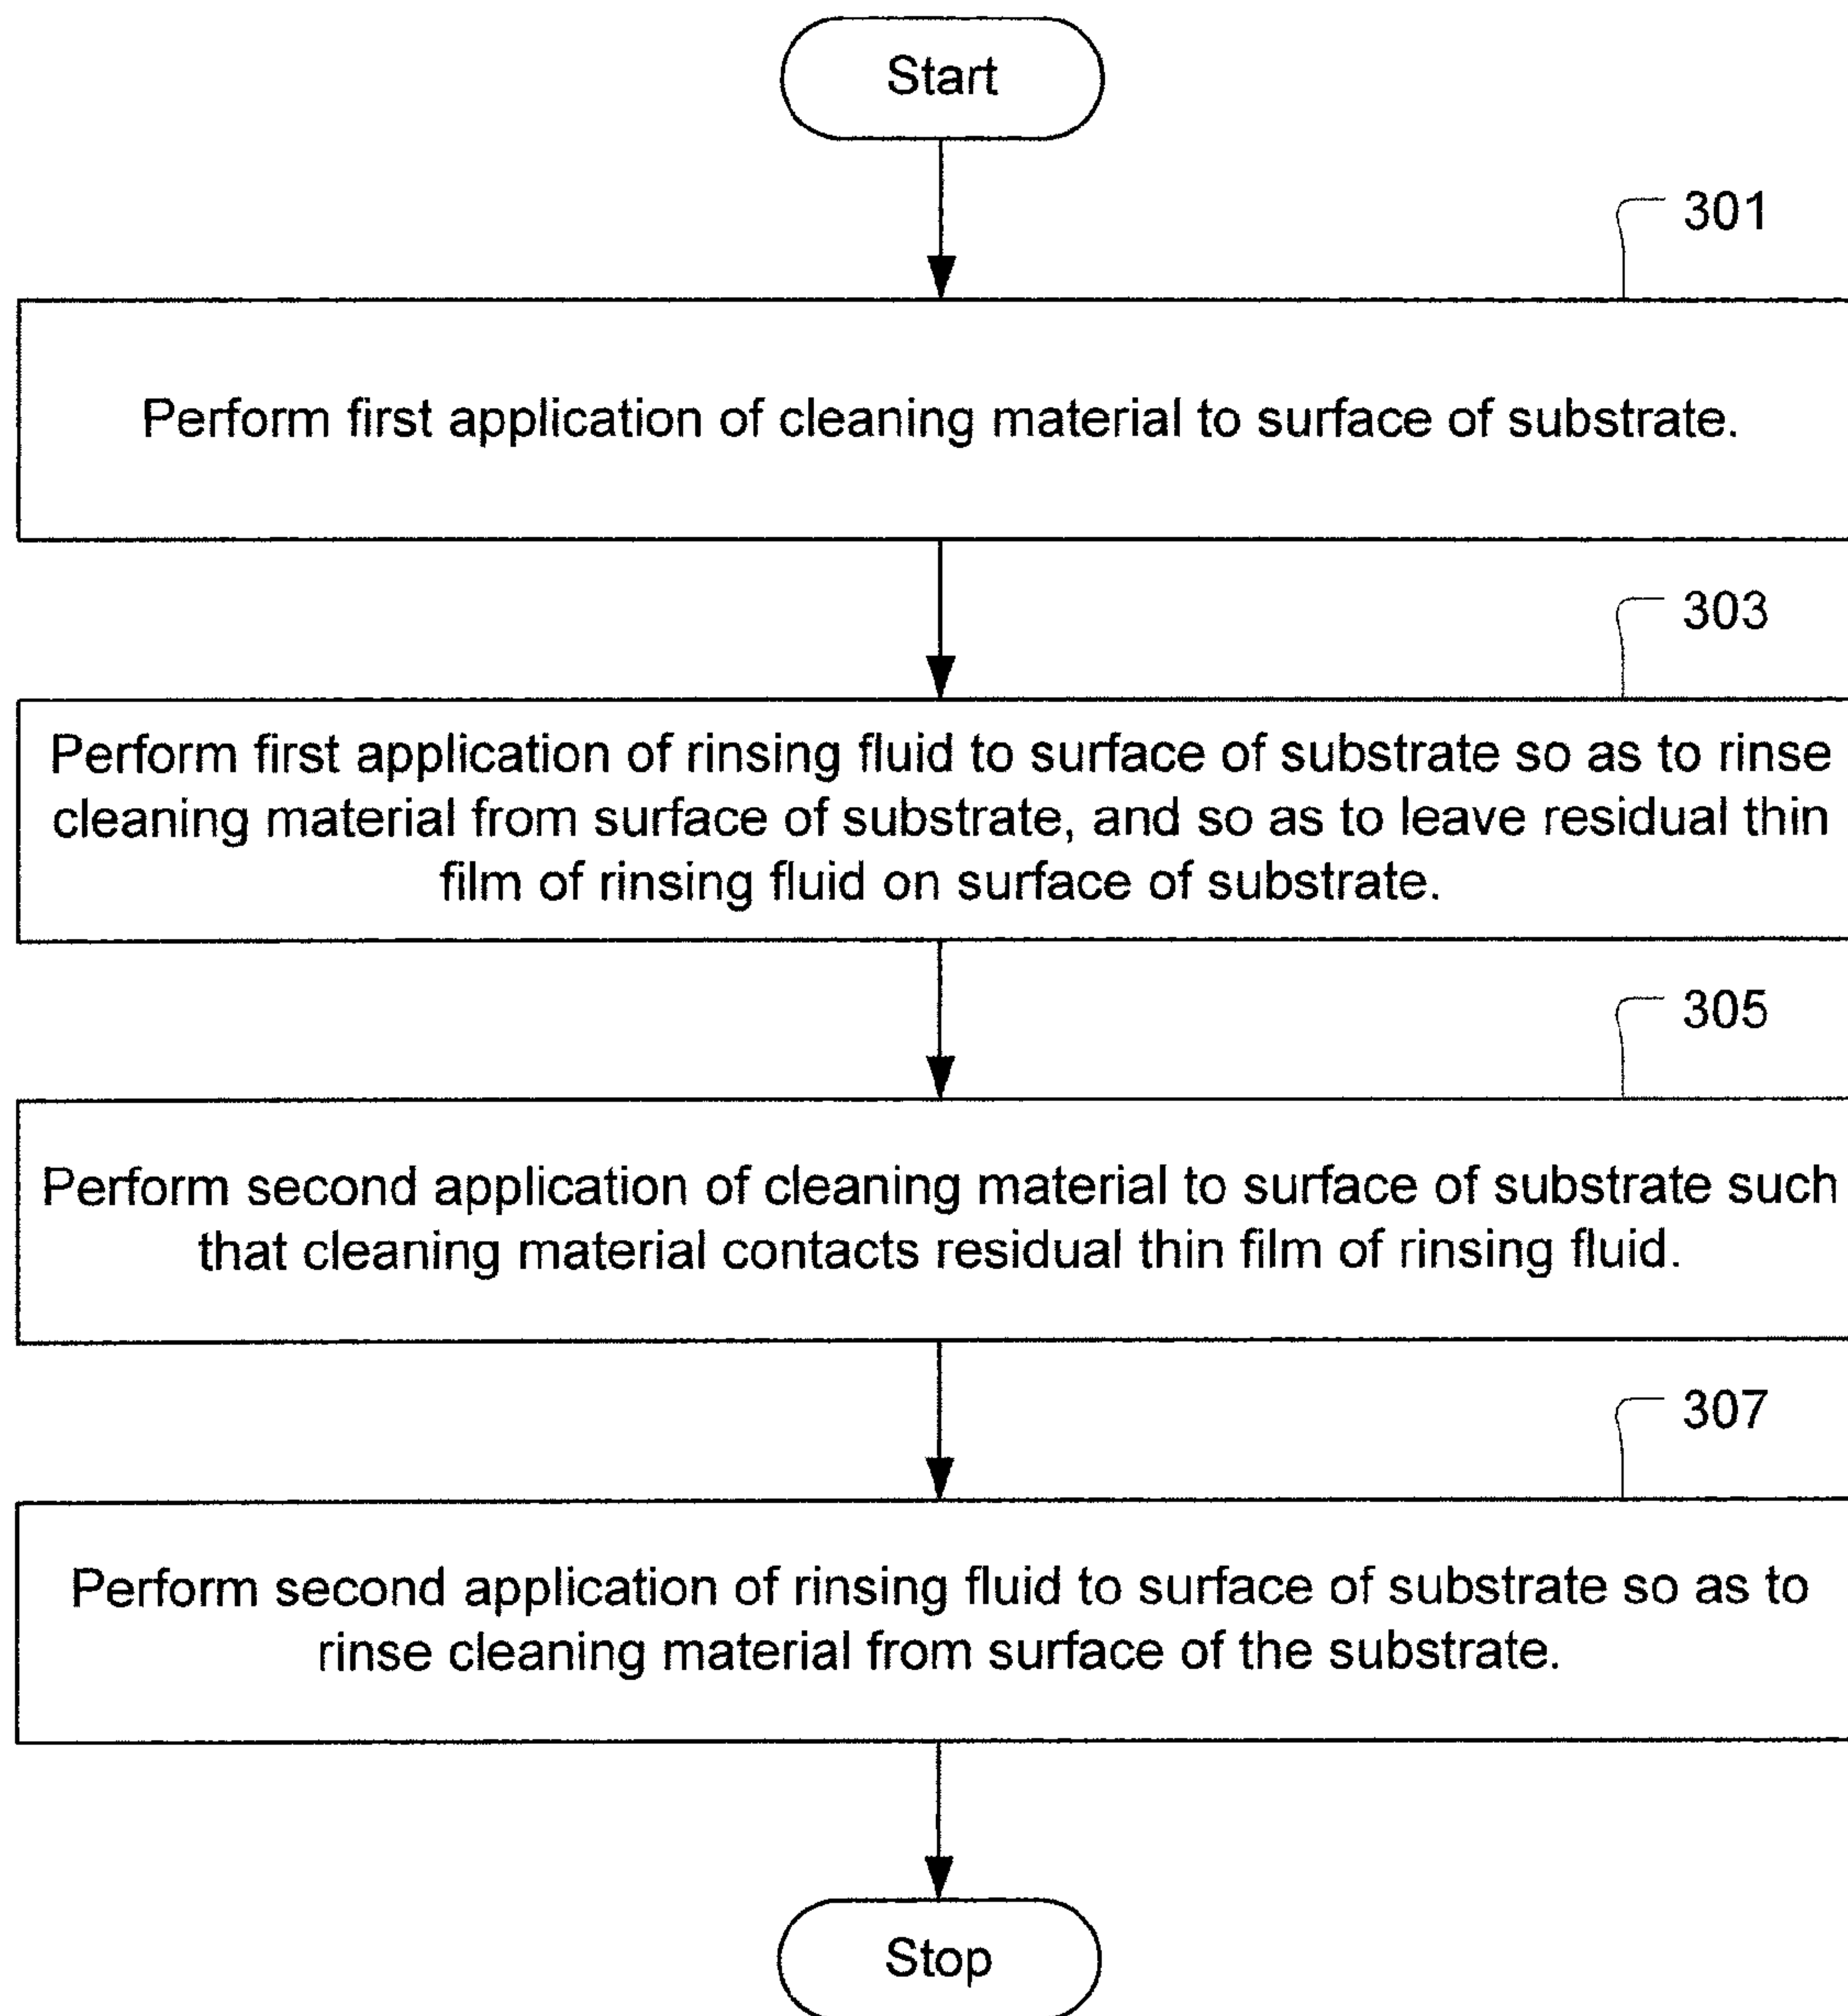 Start
301
Perform first application of cleaning material to surface of substrate.
303
Perform first application of rinsing fluid to surface of substrate so as to rinse
cleaning material from surface of substrate, and so as to leave residual thin
film of rinsing fluid on surface of substrate.
305
Perform second application of cleaning material to surface of substrate such
that cleaning material contacts residual thin film of rinsing fluid.
307
Perform second application of rinsing fluid to surface of substrate so as to
rinse cleaning material from surface of the substrate.
Stop